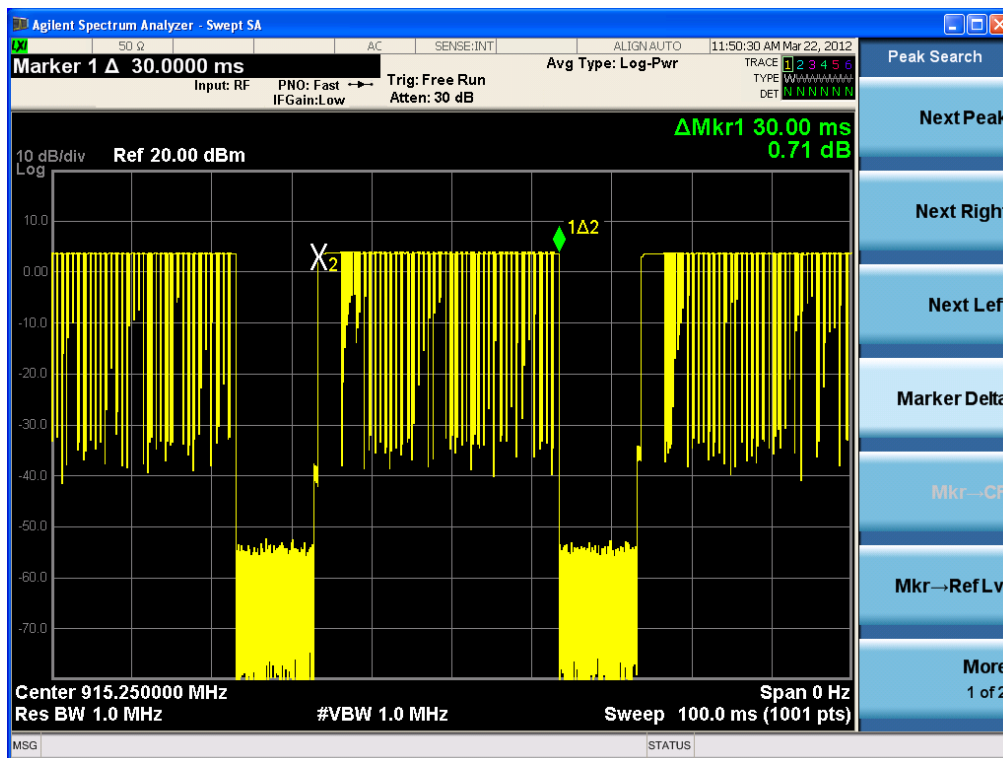 Agilent Spectrum Analyzer - Swept SA
LXI 50 Ω AC SENSE:INT ALIGN AUTO 11:50:30 AM Mar 22, 2012
Marker 1 Δ 30.0000 ms
Input: RF PNO: Fast
IFGain:Low
Trig: Free Run
Atten: 30 dB
Avg Type: Log-Pwr
TRACE 1 2 3 4 5 6
TYPE
DET N N N N N N
ΔMkr1 30.00 ms
0.71 dB
10 dB/div Ref 20.00 dBm
Log
10.0
0.00
-10.0
-20.0
-30.0
-40.0
-50.0
-60.0
-70.0
X2
1Δ2
Center 915.250000 MHz Span 0 Hz
Res BW 1.0 MHz #VBW 1.0 MHz Sweep 100.0 ms (1001 pts)
MSG STATUS
Peak Search
Next Peak
Next Righ
Next Lef
Marker Delta
Mkr→CF
Mkr→Ref Lv
More
1 of 2